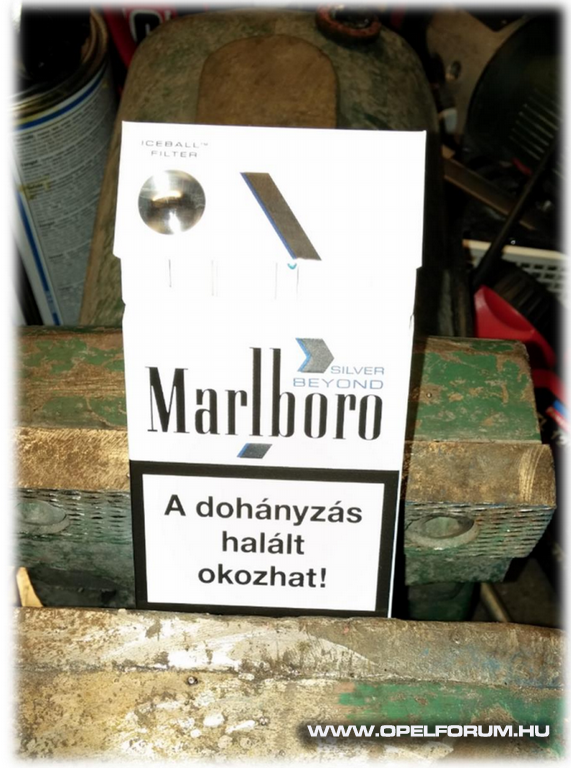 ICEBALL™
FILTER
SILVER
BEYOND
Marlboro
A dohányzás
halált
okozhat!
WWW.OPELFORUM.HU